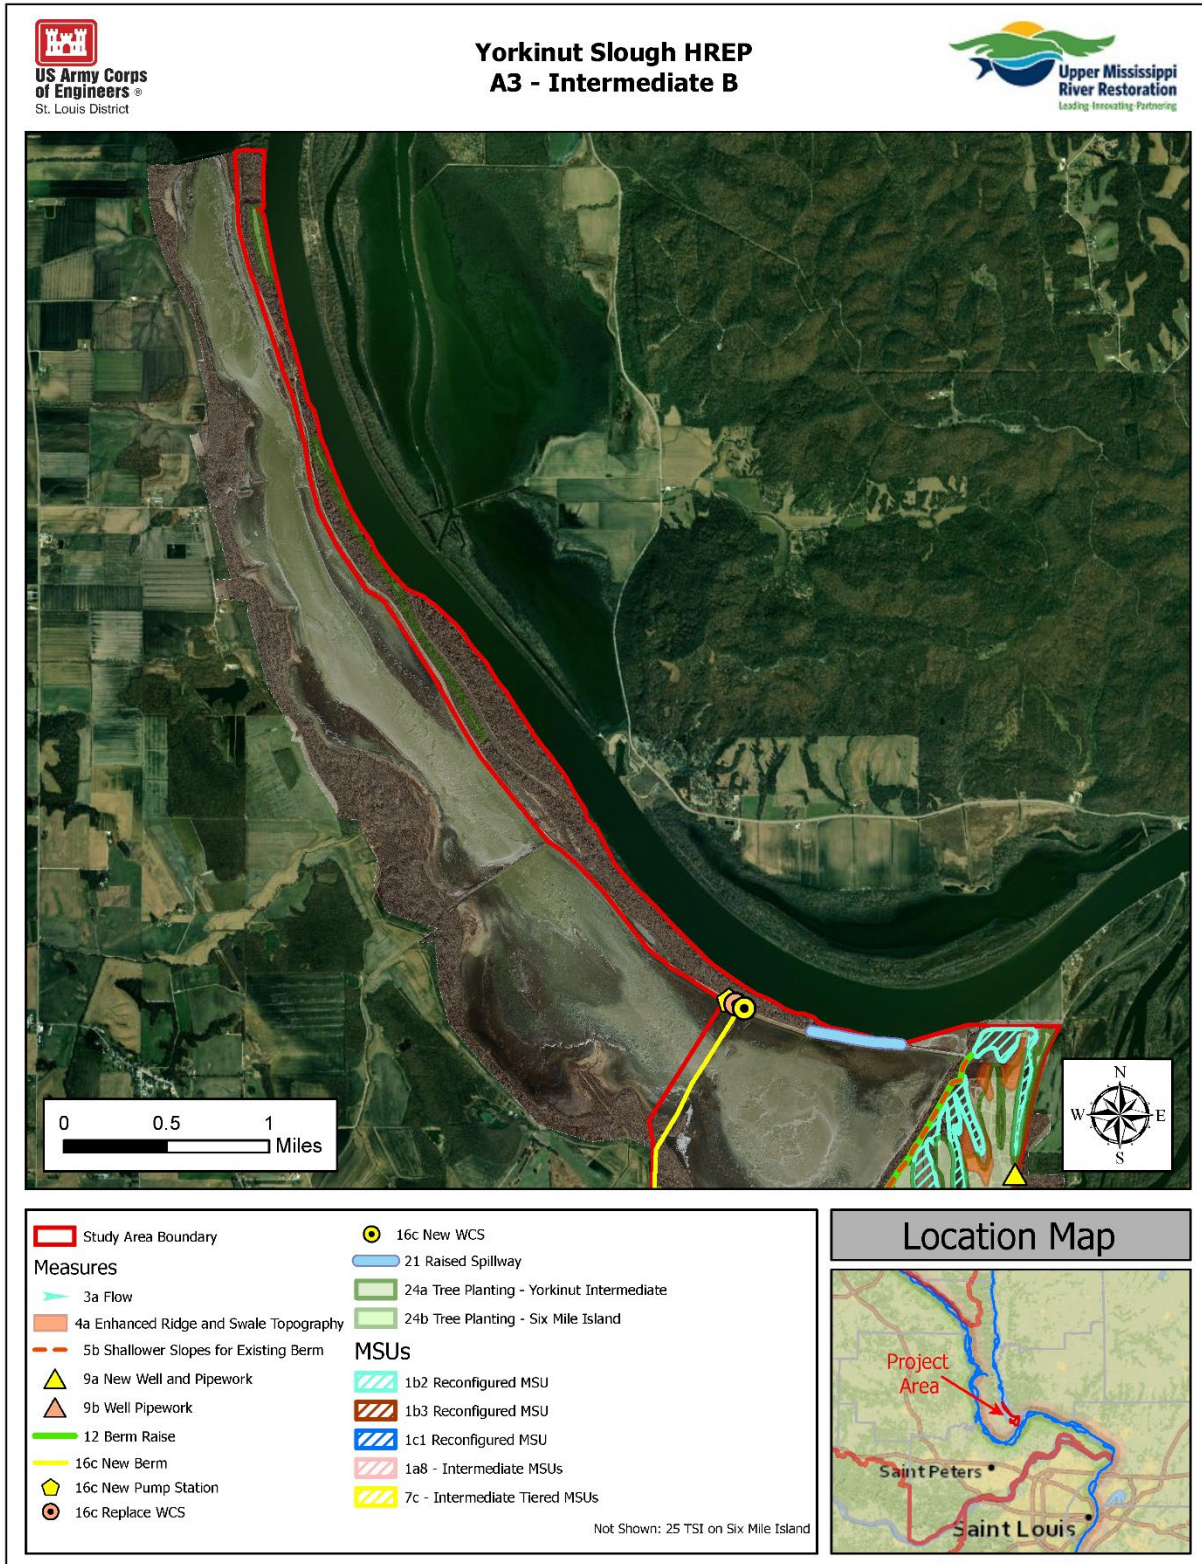 US Army Corps
of Engineers ®
St. Louis District
Yorkinut Slough HREP
A3 - Intermediate B
Upper Mississippi
River Restoration
Leading-Innovating-Partnering
0 0.5 1
Miles
N
W E
S
Study Area Boundary
Measures
3a Flow
4a Enhanced Ridge and Swale Topography
5b Shallower Slopes for Existing Berm
9a New Well and Pipework
9b Well Pipework
12 Berm Raise
16c New Berm
16c New Pump Station
16c Replace WCS
16c New WCS
21 Raised Spillway
24a Tree Planting - Yorkinut Intermediate
24b Tree Planting - Six Mile Island
MSUs
1b2 Reconfigured MSU
1b3 Reconfigured MSU
1c1 Reconfigured MSU
1a8 - Intermediate MSUs
7c - Intermediate Tiered MSUs
Not Shown: 25 TSI on Six Mile Island
Location Map
Project
Area
Saint Peters
Saint Louis